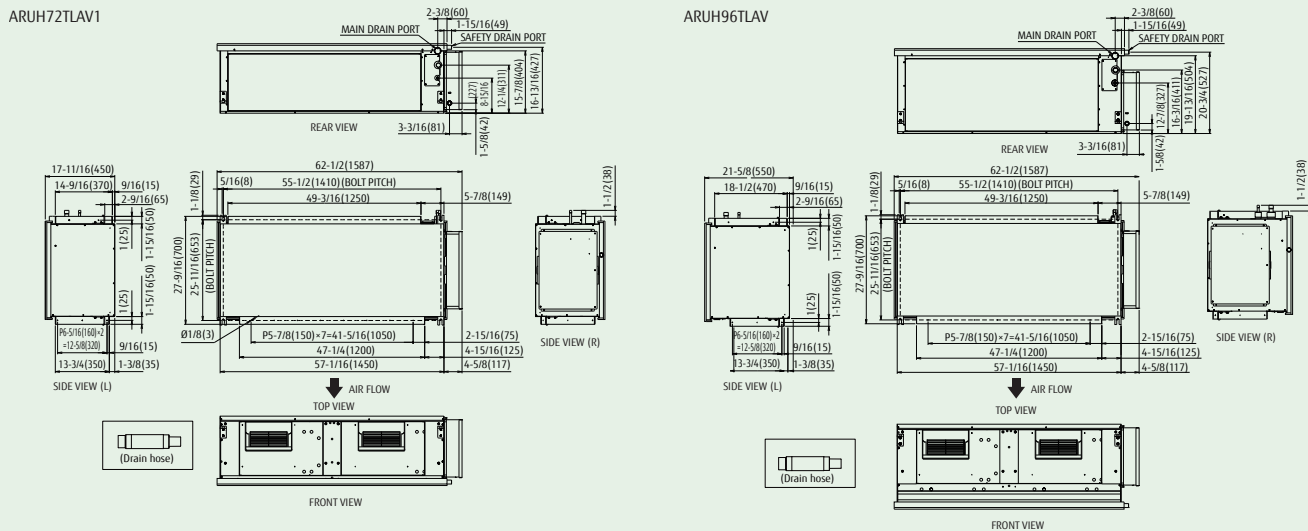 ARUH72TLAV1
2-3/8(60)
1-15/16(49)
MAIN DRAIN PORT
SAFETY DRAIN PORT
(227)
8-15/16
12-1/4(311)
15-7/8(404)
16-13/16(427)
3-3/16(81)
1-5/8(42)
REAR VIEW
17-11/16(450)
14-9/16(370)
9/16(15)
2-9/16(65)
1(25)
1-15/16(50)
1(25)
1-15/16(50)
P6-5/16(160)×2
=12-5/8(320)
9/16(15)
13-3/4(350)
1-3/8(35)
SIDE VIEW (L)
62-1/2(1587)
5/16(8)
55-1/2(1410)(BOLT PITCH)
1-1/8(29)
49-3/16(1250)
5-7/8(149)
27-9/16(700)
25-11/16(653)
(BOLT PITCH)
Ø1/8(3)
P5-7/8(150)×7=41-5/16(1050)
2-15/16(75)
47-1/4(1200)
4-15/16(125)
57-1/16(1450)
4-5/8(117)
AIR FLOW
TOP VIEW
1-1/2(38)
SIDE VIEW (R)
(Drain hose)
FRONT VIEW
ARUH96TLAV
2-3/8(60)
1-15/16(49)
MAIN DRAIN PORT
SAFETY DRAIN PORT
12-7/8(327)
16-3/16(411)
19-13/16(504)
20-3/4(527)
3-3/16(81)
1-5/8(42)
REAR VIEW
21-5/8(550)
18-1/2(470)
9/16(15)
2-9/16(65)
1(25)
1-15/16(50)
1(25)
1-15/16(50)
P6-5/16(160)×2
=12-5/8(320)
9/16(15)
13-3/4(350)
1-3/8(35)
SIDE VIEW (L)
62-1/2(1587)
5/16(8)
55-1/2(1410)(BOLT PITCH)
1-1/8(29)
49-3/16(1250)
5-7/8(149)
27-9/16(700)
25-11/16(653)
(BOLT PITCH)
P5-7/8(150)×7=41-5/16(1050)
2-15/16(75)
47-1/4(1200)
4-15/16(125)
57-1/16(1450)
4-5/8(117)
AIR FLOW
TOP VIEW
1-1/2(38)
SIDE VIEW (R)
(Drain hose)
FRONT VIEW